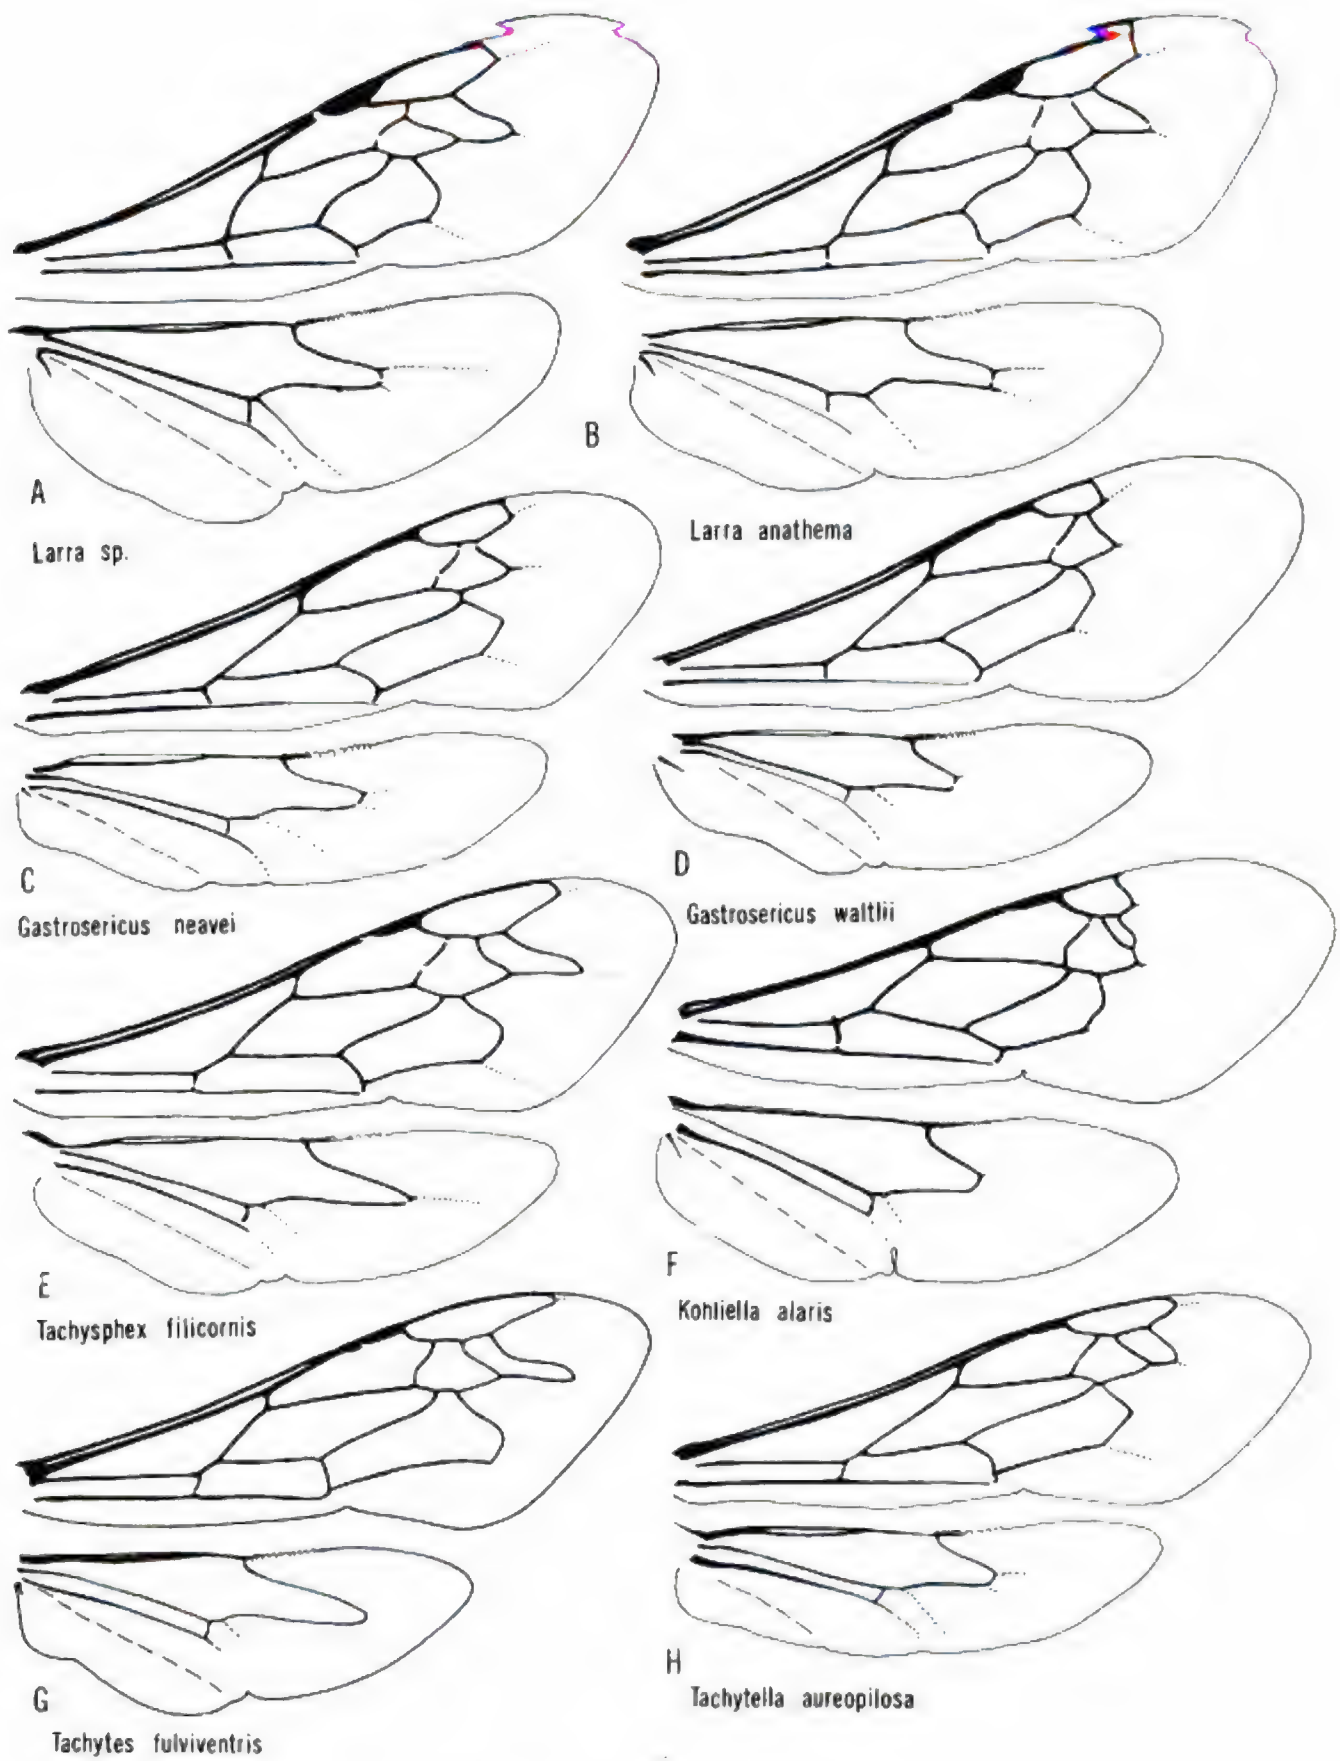 A
Larra sp.
B
Larra anathema
C
Gastrosericus neavei
D
Gastrosericus waltlii
E
Tachysphex filicornis
F
Kohliella alaris
G
Tachytes fulviventris
H
Tachytella aureopilosa